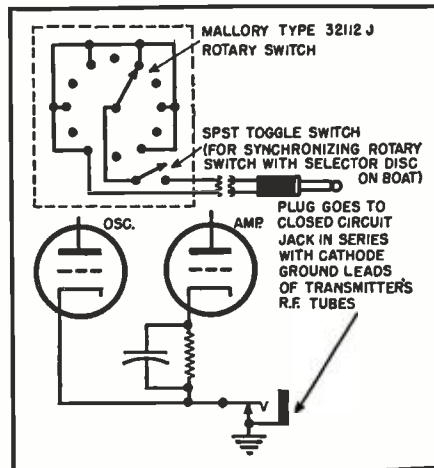 MALLORY TYPE 32112 J
ROTARY SWITCH
SPST TOGGLE SWITCH
(FOR SYNCHRONIZING ROTARY
SWITCH WITH SELECTOR DISC
ON BOAT)
OSC.
AMP.
PLUG GOES TO
CLOSED CIRCUIT
JACK IN SERIES
WITH CATHODE
GROUND LEADS
OF TRANSMITTER'S
R.F. TUBES